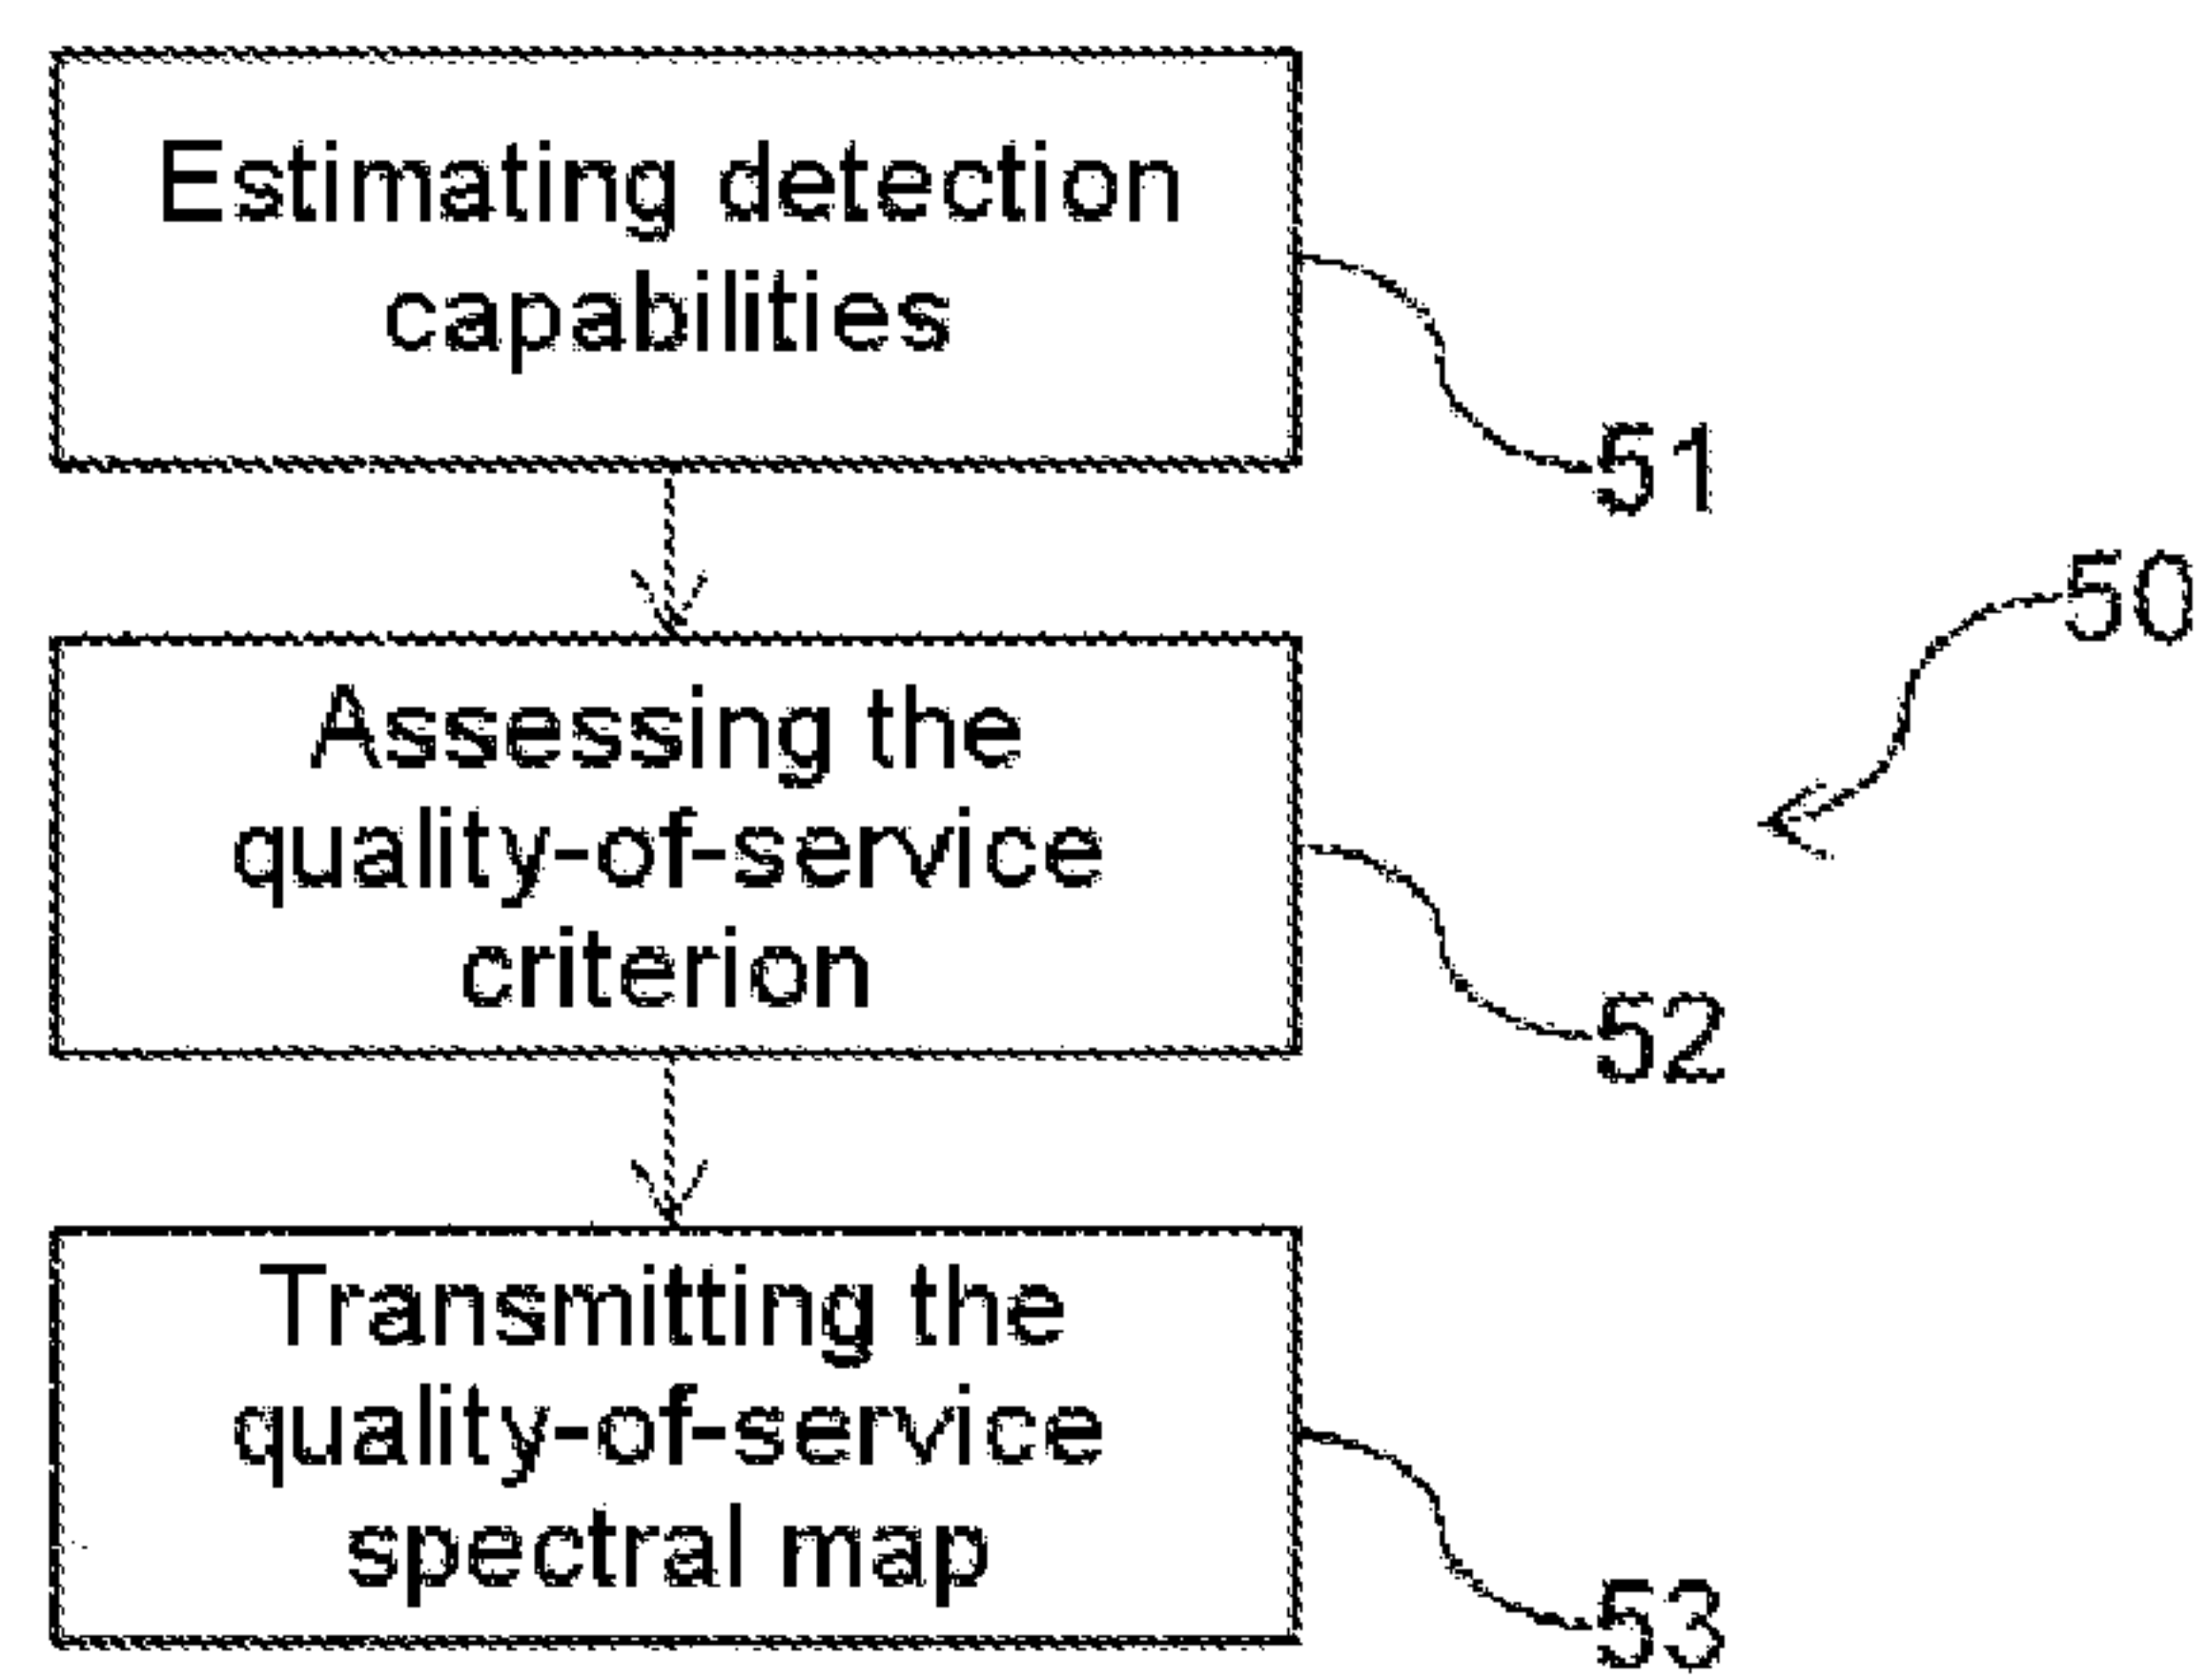 Estimating detection
capabilities
51
50
Assessing the
quality-of-service
criterion
52
Transmitting the
quality-of-service
spectral map
53